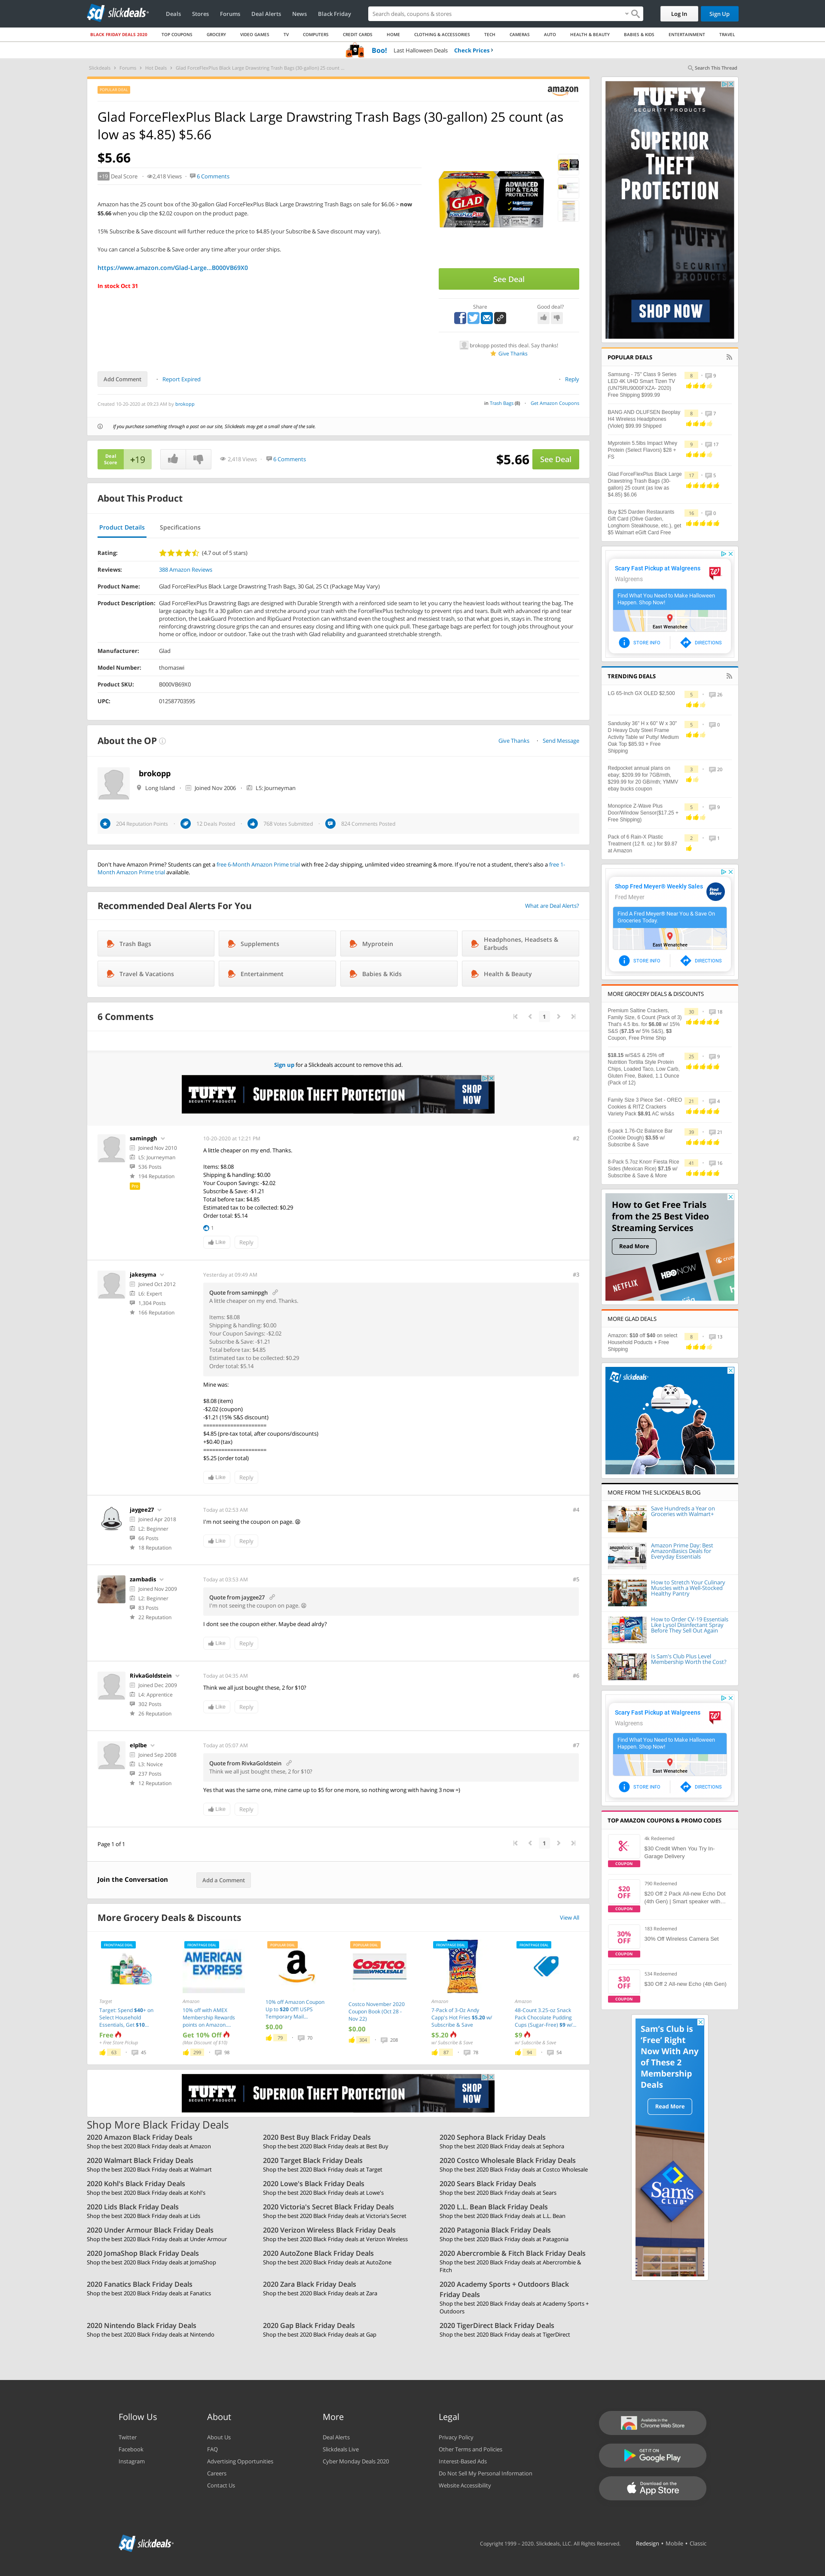 slickdeals
Deals Stores Forums Deal Alerts News Black Friday
Search deals, coupons & stores
Log In Sign Up
BLACK FRIDAY DEALS 2020 TOP COUPONS GROCERY VIDEO GAMES TV COMPUTERS CREDIT CARDS HOME CLOTHING & ACCESSORIES TECH CAMERAS AUTO HEALTH & BEAUTY BABIES & KIDS ENTERTAINMENT TRAVEL
Boo! Last Halloween Deals Check Prices
Slickdeals Forums Hot Deals Glad ForceFlexPlus Black Large Drawstring Trash Bags (30-gallon) 25 count ...
Search This Thread
POPULAR DEAL
amazon
Glad ForceFlexPlus Black Large Drawstring Trash Bags (30-gallon) 25 count (as
low as $4.85) $5.66
$5.66
+19 Deal Score 2,418 Views 6 Comments
Amazon has the 25 count box of the 30-gallon Glad ForceFlexPlus Black Large Drawstring Trash Bags on sale for $6.06 > now
$5.66 when you clip the $2.02 coupon on the product page.
15% Subscribe & Save discount will further reduce the price to $4.85 (your Subscribe & Save discount may vary).
You can cancel a Subscribe & Save order any time after your order ships.
https://www.amazon.com/Glad-Large...B000VB69X0
In stock Oct 31
GLAD
ADVANCED
RIP & TEAR
PROTECTION
25
See Deal
Share Good deal?
brokopp posted this deal. Say thanks!
Give Thanks
Add Comment Report Expired Reply
Created 10-20-2020 at 09:23 AM by brokopp
in Trash Bags (8) Get Amazon Coupons
If you purchase something through a post on our site, Slickdeals may get a small share of the sale.
Deal
Score
+19
2,418 Views 6 Comments
$5.66 See Deal
About This Product
Product Details Specifications
Rating: (4.7 out of 5 stars)
Reviews: 388 Amazon Reviews
Product Name: Glad ForceFlexPlus Black Large Drawstring Trash Bags, 30 Gal, 25 Ct (Package May Vary)
Product Description: Glad ForceFlexPlus Drawstring Bags are designed with Durable Strength with a reinforced side seam to let you carry the heaviest loads without tearing the bag. The
large capacity bags fit a 30 gallon can and allow you to fill your trash with the ForceFlexPlus technology to prevent rips and tears. Built with advanced rip and tear
protection, the LeakGuard Protection and RipGuard Protection can withstand even the toughest and messiest trash, so that what goes in, stays in. These extra
strong bags also have a reinforced bottom and have the added convenience of Strong and easy closing and lifting with one quick pull. These garbage bags are perfect for tough jobs throughout your
home or office, indoor or outdoor. Take out the trash with Glad reliability and guaranteed stretchable strength.
Manufacturer: Glad
Model Number: thomaswi
Product SKU: B000VB69X0
UPC: 012587703595
About the OP
Give Thanks Send Message
brokopp
Long Island Joined Nov 2006 L5: Journeyman
204 Reputation Points 12 Deals Posted 768 Votes Submitted 824 Comments Posted
Don't have Amazon Prime? Students can get a free 6-Month Amazon Prime trial with free 2-day shipping, unlimited video streaming & more. If you're not a student, there's also a free 1-
Month Amazon Prime trial available.
Recommended Deal Alerts For You
What are Deal Alerts?
Trash Bags Supplements Myprotein Headphones, Headsets &
Earbuds
Travel & Vacations Entertainment Babies & Kids Health & Beauty
6 Comments
1
Sign up for a Slickdeals account to remove this ad.
TUFFY
SECURITY PRODUCTS
SUPERIOR THEFT PROTECTION
SHOP
NOW
saminpgh
Joined Nov 2010
L5: Journeyman
536 Posts
194 Reputation
Pro
10-20-2020 at 12:21 PM #2
A little cheaper on my end. Thanks.
Items: $8.08
Shipping & handling: $0.00
Your Coupon Savings: -$2.02
Subscribe & Save: -$1.21
Total before tax: $4.85
Estimated tax to be collected: $0.29
Order total: $5.14
1
Like Reply
jakesyma
Joined Oct 2012
L6: Expert
1,304 Posts
166 Reputation
Yesterday at 09:49 AM #3
Quote from saminpgh
A little cheaper on my end. Thanks.
Items: $8.08
Shipping & handling: $0.00
Your Coupon Savings: -$2.02
Subscribe & Save: -$1.21
Total before tax: $4.85
Estimated tax to be collected: $0.29
Order total: $5.14
Mine was:
$8.08 (item)
-$2.02 (coupon)
-$1.21 (15% S&S discount)
=====================
$4.85 (pre-tax total, after coupons/discounts)
+$0.40 (tax)
=====================
$5.25 (order total)
Like Reply
jaygee27
Joined Apr 2018
L2: Beginner
66 Posts
18 Reputation
Today at 02:53 AM #4
I'm not seeing the coupon on page.
Like Reply
zambadis
Joined Nov 2009
L2: Beginner
83 Posts
22 Reputation
Today at 03:53 AM #5
Quote from jaygee27
I'm not seeing the coupon on page.
I dont see the coupon either. Maybe dead alrdy?
Like Reply
RivkaGoldstein
Joined Dec 2009
L4: Apprentice
302 Posts
26 Reputation
Today at 04:35 AM #6
Think we all just bought these, 2 for $10?
Like Reply
elplbe
Joined Sep 2008
L3: Novice
237 Posts
12 Reputation
Today at 05:07 AM #7
Quote from RivkaGoldstein
Think we all just bought these, 2 for $10?
Yes that was the same one, mine came up to $5 for one more, so nothing wrong with having 3 now =)
Like Reply
Page 1 of 1
1
Join the Conversation Add a Comment
More Grocery Deals & Discounts View All
FRONTPAGE DEAL
Target
Target: Spend $40+ on
Select Household
Essentials, Get $10...
Free
+ Free Store Pickup
63 45
FRONTPAGE DEAL
AMERICAN
EXPRESS
Amazon
10% off with AMEX
Membership Rewards
points on Amazon...
Get 10% Off
(Max Discount of $10)
299 98
POPULAR DEAL
10% off Amazon Coupon
Up to $20 Off! USPS
Temporary Mail...
$0.00
79 70
POPULAR DEAL
COSTCO
WHOLESALE
Costco November 2020
Coupon Book (Oct 28 -
Nov 22)
$0.00
304 208
FRONTPAGE DEAL
Amazon
7-Pack of 3-Oz Andy
Capp's Hot Fries $5.20 w/
Subscribe & Save
$5.20
w/ Subscribe & Save
87 78
FRONTPAGE DEAL
Amazon
48-Count 3.25-oz Snack
Pack Chocolate Pudding
Cups (Sugar-Free) $9 w/...
$9
w/ Subscribe & Save
94 54
TUFFY
SECURITY PRODUCTS
SUPERIOR THEFT PROTECTION
SHOP
NOW
Shop More Black Friday Deals
2020 Amazon Black Friday Deals
Shop the best 2020 Black Friday deals at Amazon
2020 Best Buy Black Friday Deals
Shop the best 2020 Black Friday deals at Best Buy
2020 Sephora Black Friday Deals
Shop the best 2020 Black Friday deals at Sephora
2020 Walmart Black Friday Deals
Shop the best 2020 Black Friday deals at Walmart
2020 Target Black Friday Deals
Shop the best 2020 Black Friday deals at Target
2020 Costco Wholesale Black Friday Deals
Shop the best 2020 Black Friday deals at Costco Wholesale
2020 Kohl's Black Friday Deals
Shop the best 2020 Black Friday deals at Kohl's
2020 Lowe's Black Friday Deals
Shop the best 2020 Black Friday deals at Lowe's
2020 Sears Black Friday Deals
Shop the best 2020 Black Friday deals at Sears
2020 Lids Black Friday Deals
Shop the best 2020 Black Friday deals at Lids
2020 Victoria's Secret Black Friday Deals
Shop the best 2020 Black Friday deals at Victoria's Secret
2020 L.L. Bean Black Friday Deals
Shop the best 2020 Black Friday deals at L.L. Bean
2020 Under Armour Black Friday Deals
Shop the best 2020 Black Friday deals at Under Armour
2020 Verizon Wireless Black Friday Deals
Shop the best 2020 Black Friday deals at Verizon Wireless
2020 Patagonia Black Friday Deals
Shop the best 2020 Black Friday deals at Patagonia
2020 JomaShop Black Friday Deals
Shop the best 2020 Black Friday deals at JomaShop
2020 AutoZone Black Friday Deals
Shop the best 2020 Black Friday deals at AutoZone
2020 Abercrombie & Fitch Black Friday Deals
Shop the best 2020 Black Friday deals at Abercrombie &
Fitch
2020 Fanatics Black Friday Deals
Shop the best 2020 Black Friday deals at Fanatics
2020 Zara Black Friday Deals
Shop the best 2020 Black Friday deals at Zara
2020 Academy Sports + Outdoors Black
Friday Deals
Shop the best 2020 Black Friday deals at Academy Sports +
Outdoors
2020 Nintendo Black Friday Deals
Shop the best 2020 Black Friday deals at Nintendo
2020 Gap Black Friday Deals
Shop the best 2020 Black Friday deals at Gap
2020 TigerDirect Black Friday Deals
Shop the best 2020 Black Friday deals at TigerDirect
TUFFY
SECURITY PRODUCTS
SUPERIOR
THEFT
PROTECTION
SHOP NOW
POPULAR DEALS
Samsung - 75" Class 9 Series
LED 4K UHD Smart Tizen TV
(UN75RU9000FXZA- 2020)
Free Shipping $999.99
8 9
BANG AND OLUFSEN Beoplay
H4 Wireless Headphones
(Violet) $99.99 Shipped
8 7
Myprotein 5.5lbs Impact Whey
Protein (Select Flavors) $28 +
FS
9 17
Glad ForceFlexPlus Black Large
Drawstring Trash Bags (30-
gallon) 25 count (as low as
$4.85) $6.06
17 5
Buy $25 Darden Restaurants
Gift Card (Olive Garden,
Longhorn Steakhouse, etc.), get
$5 Walmart eGift Card Free
16 0
Scary Fast Pickup at Walgreens
Walgreens
Find What You Need to Make Halloween
Happen. Shop Now!
East Wenatchee
STORE INFO DIRECTIONS
TRENDING DEALS
LG 65-Inch GX OLED $2,500
5 26
Sandusky 36" H x 60" W x 30"
D Heavy Duty Steel Frame
Activity Table w/ Putty/ Medium
Oak Top $85.93 + Free
Shipping
5 0
Redpocket annual plans on
ebay. $209.99 for 7GB/mth.
$299.99 for 20 GB/mth. YMMV
ebay bucks coupon
3 20
Monoprice Z-Wave Plus
Door/Window Sensor($17.25 +
Free Shipping)
5 9
Pack of 6 Rain-X Plastic
Treatment (12 fl. oz.) for $9.87
at Amazon
2 1
Shop Fred Meyer® Weekly Sales
Fred Meyer
Find A Fred Meyer® Near You & Save On
Groceries Today
East Wenatchee
STORE INFO DIRECTIONS
MORE GROCERY DEALS & DISCOUNTS
Premium Saltine Crackers,
Family Size, 6 Count (Pack of 3)
That's 4.5 lbs. for $6.08 w/ 15%
S&S ($7.15 w/ 5% S&S), $3
Coupon. Free Prime Ship
30 18
$18.15 w/S&S & 25% off
Nutrition Tortilla Style Protein
Chips, Loaded Taco, Low Carb,
Gluten Free, Baked, 1.1 Ounce
(Pack of 12)
25 9
Family Size 3 Piece Set - OREO
Cookies & RITZ Crackers
Variety Pack $8.91 AC w/s&s
21 4
6-pack 1.76 Oz Balance Bar
(Cookie Dough) $3.55 w/
Subscribe & Save
39 21
8-Pack 5.7oz Knorr Fiesta Rice
Sides (Mexican Rice) $7.15 w/
Subscribe & Save & More
41 16
How to Get Free Trials
from the 25 Best Video
Streaming Services
Read More
NETFLIX HBONOW
MORE GLAD DEALS
Amazon: $10 off $40 on select
Household Poducts + Free
Shipping
8 13
slickdeals
MORE FROM THE SLICKDEALS BLOG
Save Hundreds a Year on
Groceries with Walmart+
Amazon Prime Day: Best
AmazonBasics Deals for
Everyday Essentials
How to Stretch Your Culinary
Muscles with a Well-Stocked
Healthy Pantry
How to Order CV-19 Essentials
Like Lysol Disinfectant Spray
Before They Sell Out Again
Is Sam's Club Plus Level
Membership Worth the Cost?
Scary Fast Pickup at Walgreens
Walgreens
Find What You Need to Make Halloween
Happen. Shop Now!
East Wenatchee
STORE INFO DIRECTIONS
TOP AMAZON COUPONS & PROMO CODES
COUPON
4k Redeemed
$30 Credit When You Try In-
Garage Delivery
$20
OFF
COUPON
790 Redeemed
$20 Off 2 Pack All-new Echo Dot
(4th Gen) | Smart speaker with...
30%
OFF
COUPON
183 Redeemed
30% Off Wireless Camera Set
$30
OFF
COUPON
534 Redeemed
$30 Off 2 All-new Echo (4th Gen)
Sam's Club is
'Free' Right
Now With Any
of These 2
Membership
Deals
Read More
Sam's
CLUB
Follow Us
Twitter
Facebook
Instagram
About
About Us
FAQ
Advertising Opportunities
Careers
Contact Us
More
Deal Alerts
Slickdeals Live
Cyber Monday Deals 2020
Legal
Privacy Policy
Other Terms and Policies
Interest-Based Ads
Do Not Sell My Personal Information
Website Accessibility
Available in the
Chrome Web Store
GET IT ON
Google Play
Download on the
App Store
slickdeals
Copyright 1999 - 2020. Slickdeals, LLC. All Rights Reserved. Redesign • Mobile • Classic